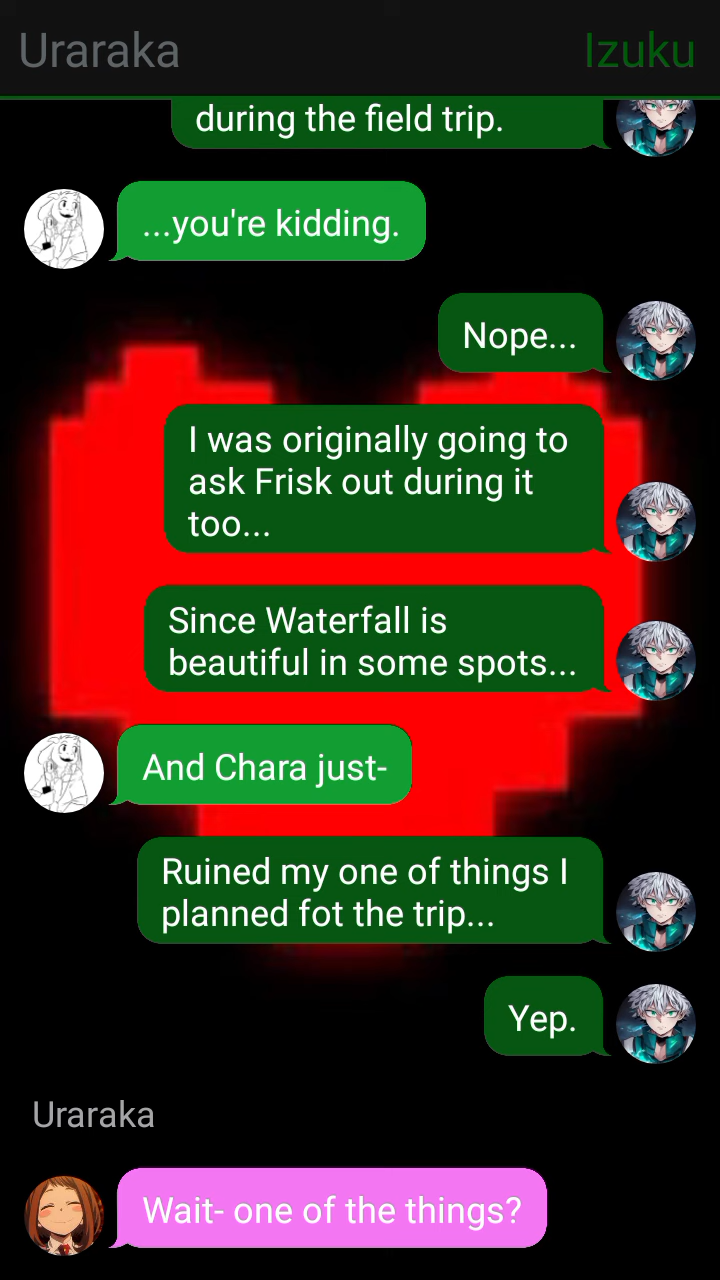 Uraraka
Izuku
during the field trip.
...you're kidding.
Nope...
I was originally going to
ask Frisk out during it
too...
Since Waterfall is
beautiful in some spots...
And Chara just-
Ruined my one of things I
planned fot the trip...
Yep.
Uraraka
Wait- one of the things?